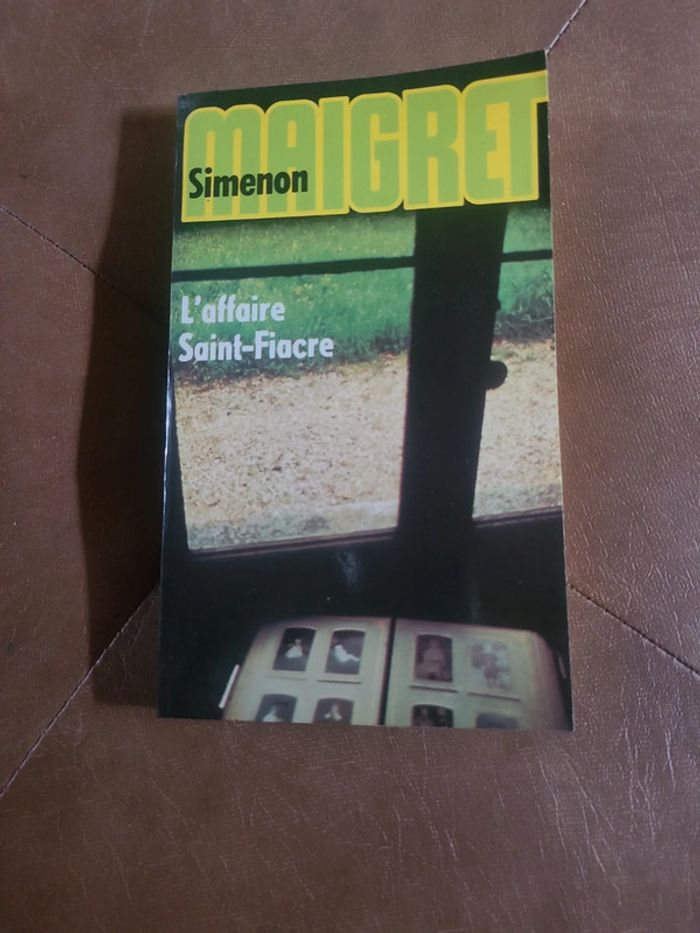 MAIGRET
Simenon
L'affaire
Saint-Fiacre